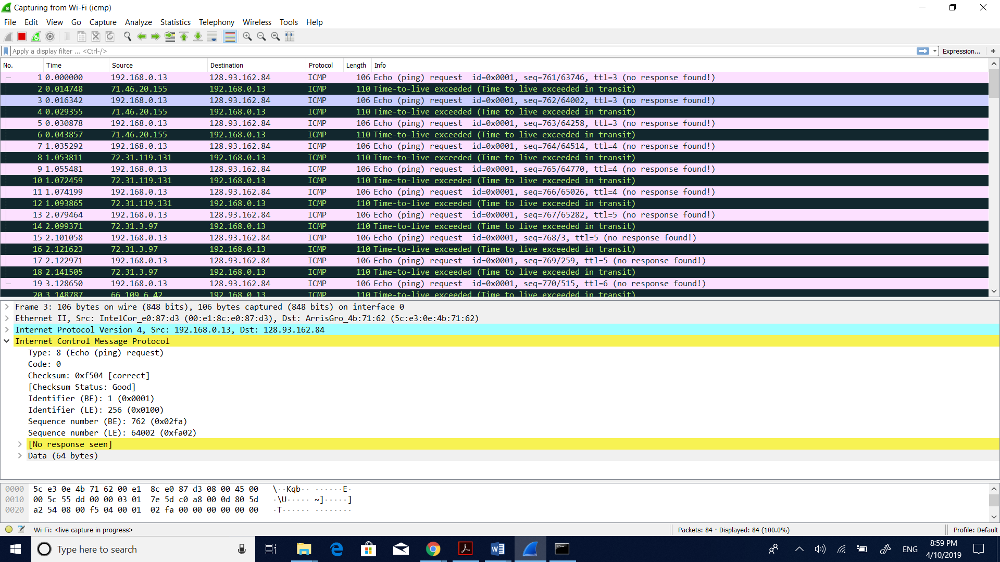 Capturing from Wi-Fi (icmp)
File Edit View Go Capture Analyze Statistics Telephony Wireless Tools Help
Apply a display filter ... <Ctrl-/> Expression... +
No. Time Source Destination Protocol Length Info
1 0.000000 192.168.0.13 128.93.162.84 ICMP 106 Echo (ping) request id=0x0001, seq=761/63746, ttl=3 (no response found!)
2 0.014748 71.46.20.155 192.168.0.13 ICMP 110 Time-to-live exceeded (Time to live exceeded in transit)
3 0.016342 192.168.0.13 128.93.162.84 ICMP 106 Echo (ping) request id=0x0001, seq=762/64002, ttl=3 (no response found!)
4 0.029355 71.46.20.155 192.168.0.13 ICMP 110 Time-to-live exceeded (Time to live exceeded in transit)
5 0.030878 192.168.0.13 128.93.162.84 ICMP 106 Echo (ping) request id=0x0001, seq=763/64258, ttl=3 (no response found!)
6 0.043857 71.46.20.155 192.168.0.13 ICMP 110 Time-to-live exceeded (Time to live exceeded in transit)
7 1.035292 192.168.0.13 128.93.162.84 ICMP 106 Echo (ping) request id=0x0001, seq=764/64514, ttl=4 (no response found!)
8 1.053811 72.31.119.131 192.168.0.13 ICMP 110 Time-to-live exceeded (Time to live exceeded in transit)
9 1.055481 192.168.0.13 128.93.162.84 ICMP 106 Echo (ping) request id=0x0001, seq=765/64770, ttl=4 (no response found!)
10 1.072459 72.31.119.131 192.168.0.13 ICMP 110 Time-to-live exceeded (Time to live exceeded in transit)
11 1.074199 192.168.0.13 128.93.162.84 ICMP 106 Echo (ping) request id=0x0001, seq=766/65026, ttl=4 (no response found!)
12 1.093865 72.31.119.131 192.168.0.13 ICMP 110 Time-to-live exceeded (Time to live exceeded in transit)
13 2.079464 192.168.0.13 128.93.162.84 ICMP 106 Echo (ping) request id=0x0001, seq=767/65282, ttl=5 (no response found!)
14 2.099371 72.31.3.97 192.168.0.13 ICMP 110 Time-to-live exceeded (Time to live exceeded in transit)
15 2.101058 192.168.0.13 128.93.162.84 ICMP 106 Echo (ping) request id=0x0001, seq=768/3, ttl=5 (no response found!)
16 2.121623 72.31.3.97 192.168.0.13 ICMP 110 Time-to-live exceeded (Time to live exceeded in transit)
17 2.122971 192.168.0.13 128.93.162.84 ICMP 106 Echo (ping) request id=0x0001, seq=769/259, ttl=5 (no response found!)
18 2.141505 72.31.3.97 192.168.0.13 ICMP 110 Time-to-live exceeded (Time to live exceeded in transit)
19 3.128650 192.168.0.13 128.93.162.84 ICMP 106 Echo (ping) request id=0x0001, seq=770/515, ttl=6 (no response found!)
20 3.148787 66.109.6.42 192.168.0.13 ICMP 110 Time-to-live exceeded (Time to live exceeded in transit)
Frame 3: 106 bytes on wire (848 bits), 106 bytes captured (848 bits) on interface 0
Ethernet II, Src: IntelCor_e0:87:d3 (00:e1:8c:e0:87:d3), Dst: ArrisGro_4b:71:62 (5c:e3:0e:4b:71:62)
Internet Protocol Version 4, Src: 192.168.0.13, Dst: 128.93.162.84
Internet Control Message Protocol
Type: 8 (Echo (ping) request)
Code: 0
Checksum: 0xf504 [correct]
[Checksum Status: Good]
Identifier (BE): 1 (0x0001)
Identifier (LE): 256 (0x0100)
Sequence number (BE): 762 (0x02fa)
Sequence number (LE): 64002 (0xfa02)
[No response seen]
Data (64 bytes)
0000 5c e3 0e 4b 71 62 00 e1 8c e0 87 d3 08 00 45 00 \··Kqb·· ······E·
0010 00 5c 55 dd 00 00 03 01 7e 5d c0 a8 00 0d 80 5d ·\U····· ~]·····]
0020 a2 54 08 00 f5 04 00 01 02 fa 00 00 00 00 00 00 ·T······ ········
Wi-Fi: <live capture in progress> Packets: 84 · Displayed: 84 (100.0%) Profile: Default
Type here to search ENG 8:59 PM
4/10/2019